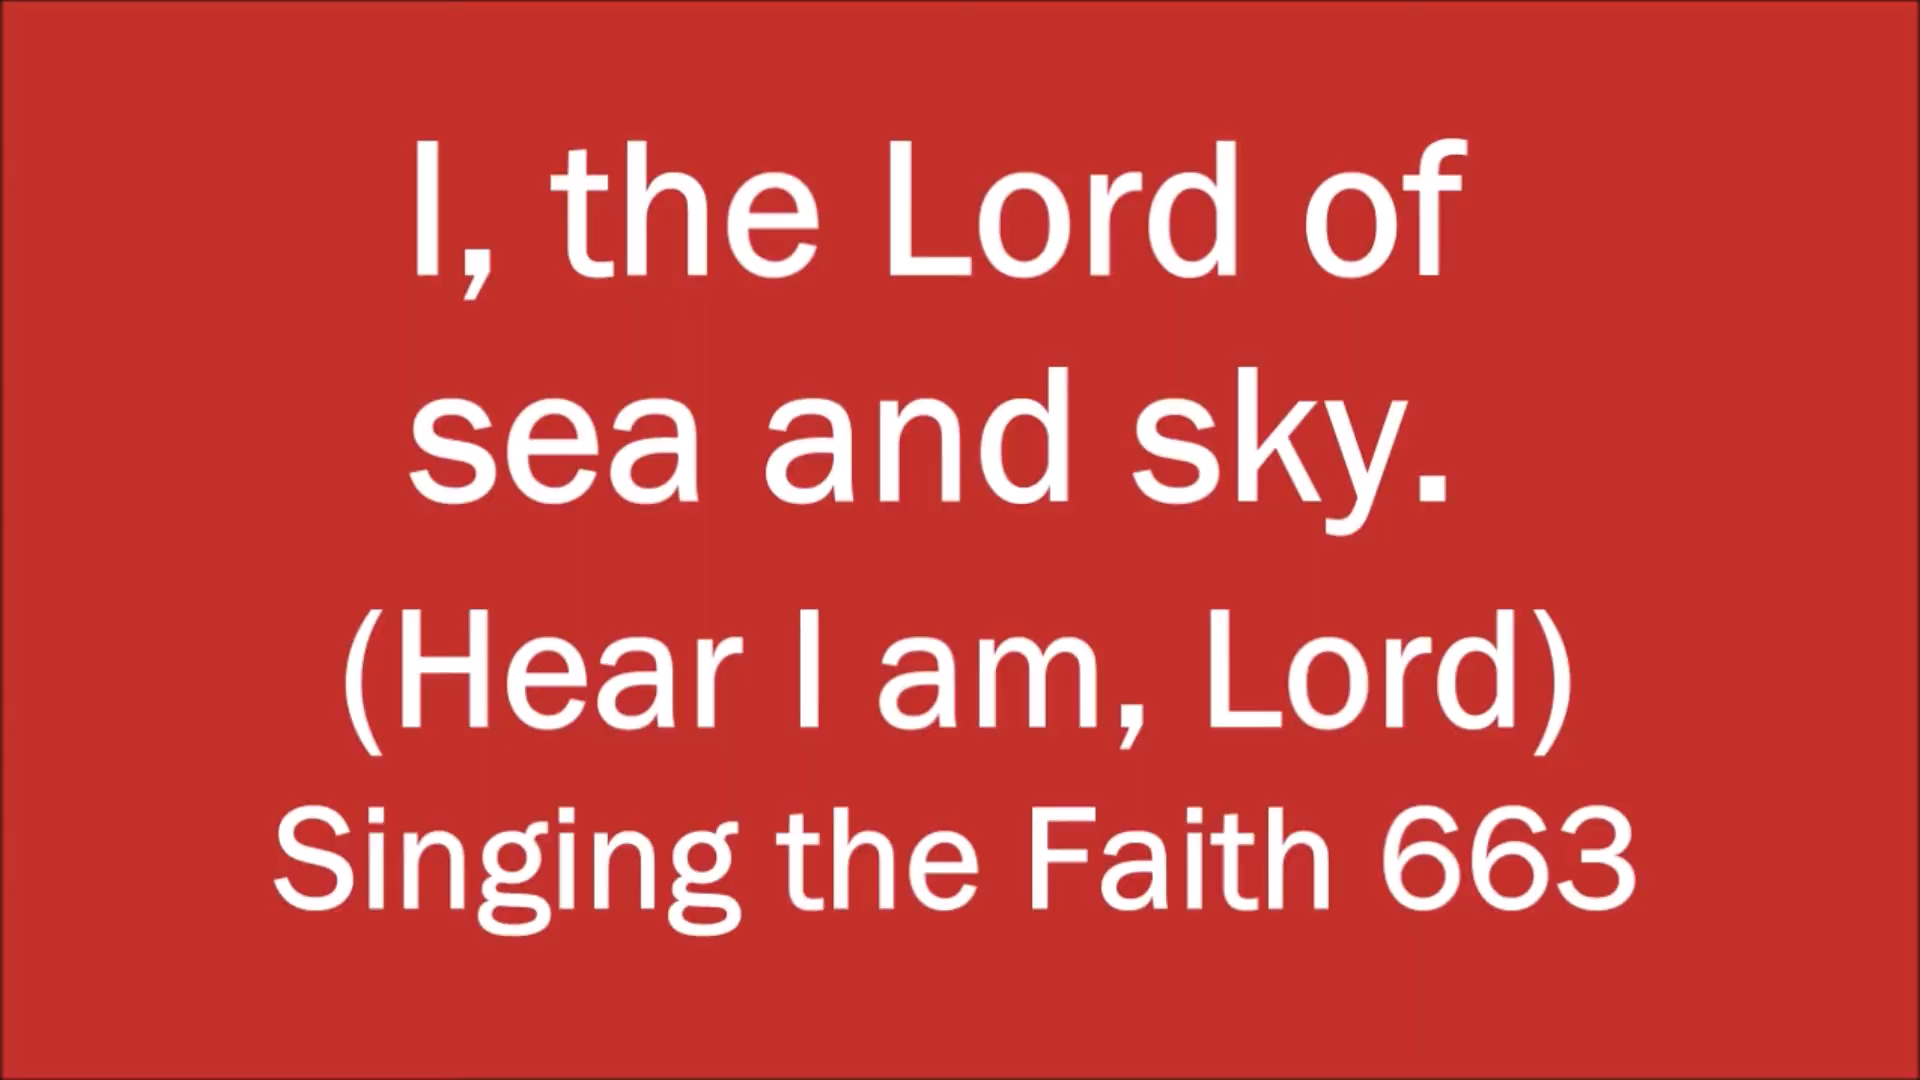 I, the Lord of
sea and sky.
(Hear I am, Lord)
Singing the Faith 663